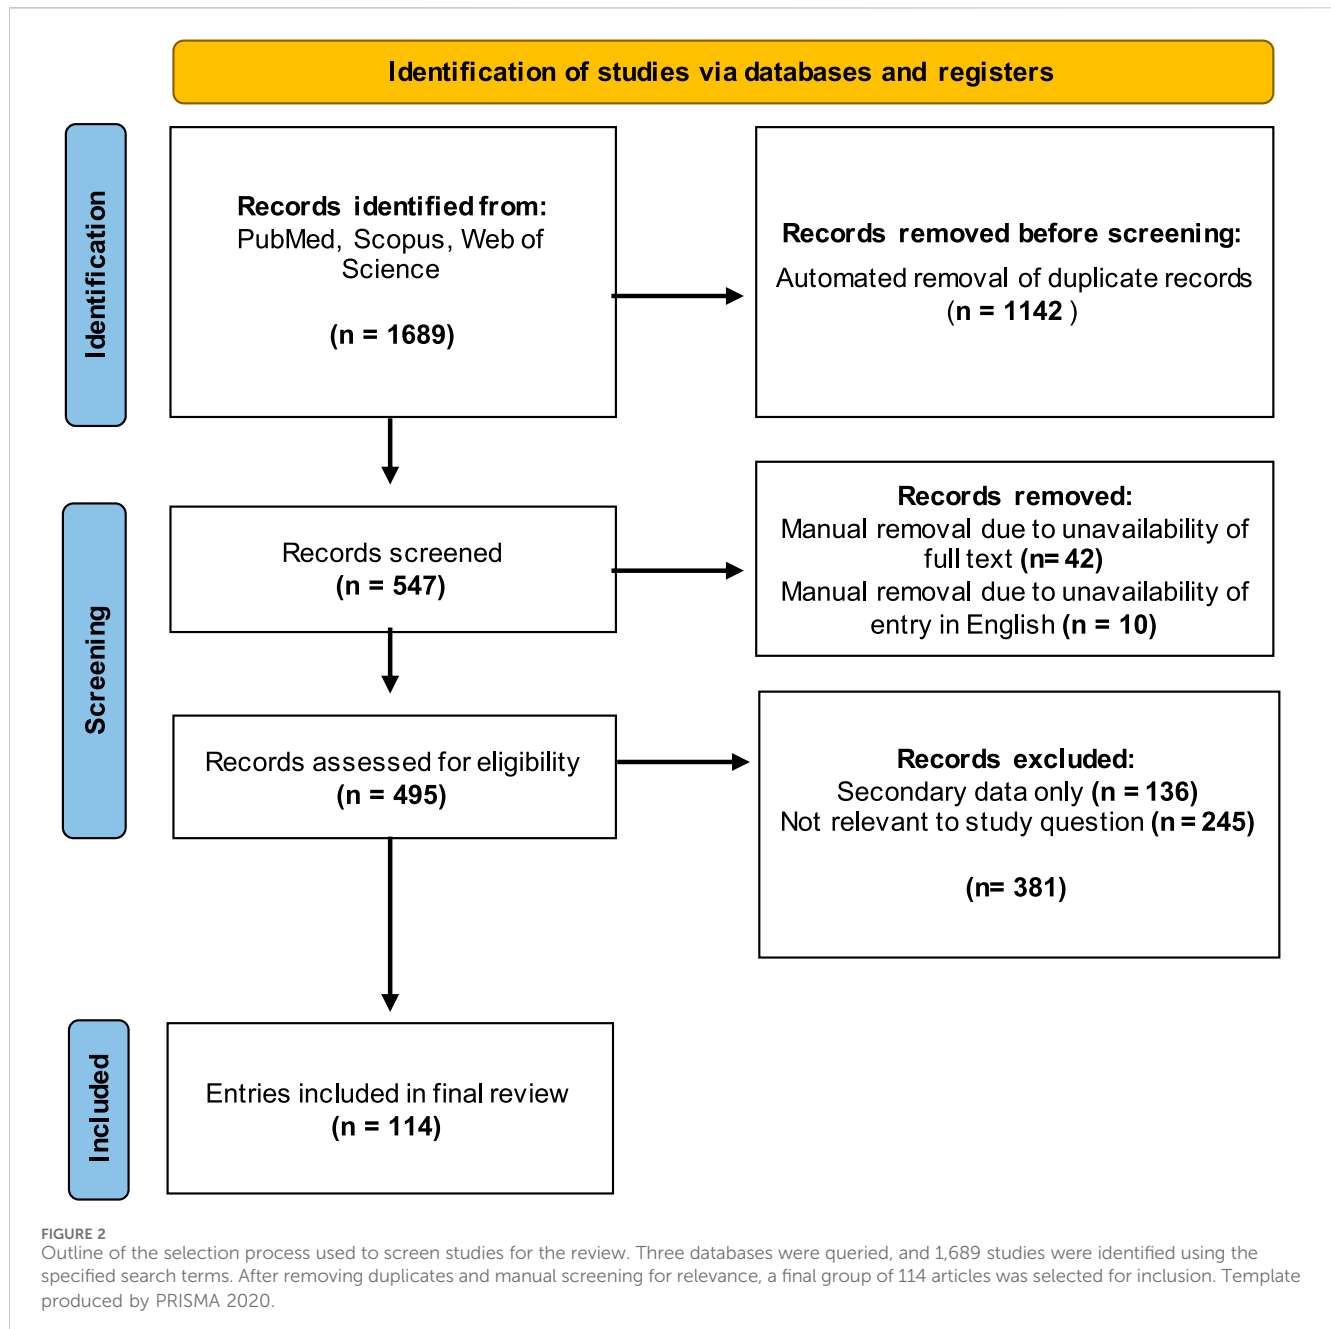 Identification of studies via databases and registers
Identification
Records identified from:
PubMed, Scopus, Web of
Science
(n = 1689)
Records removed before screening:
Automated removal of duplicate records
(n = 1142 )
Screening
Records screened
(n = 547)
Records removed:
Manual removal due to unavailability of
full text (n= 42)
Manual removal due to unavailability of
entry in English (n = 10)
Records assessed for eligibility
(n = 495)
Records excluded:
Secondary data only (n = 136)
Not relevant to study question (n = 245)
(n= 381)
Included
Entries included in final review
(n = 114)
FIGURE 2
Outline of the selection process used to screen studies for the review. Three databases were queried, and 1,689 studies were identified using the
specified search terms. After removing duplicates and manual screening for relevance, a final group of 114 articles was selected for inclusion. Template
produced by PRISMA 2020.